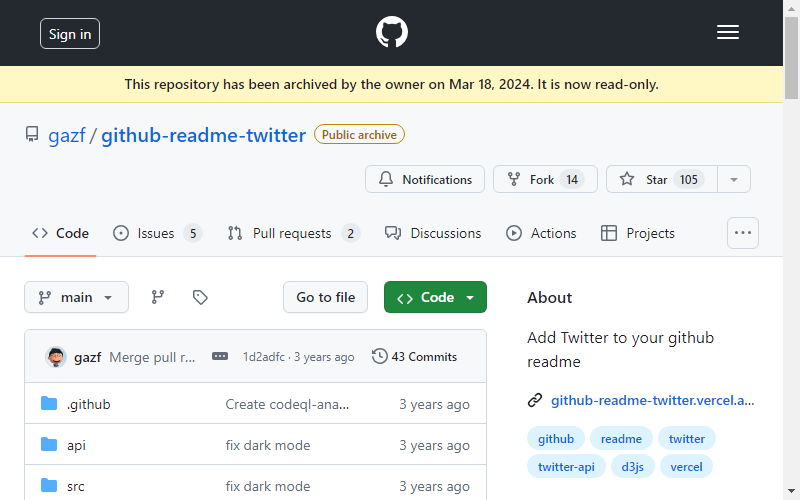 Sign in
This repository has been archived by the owner on Mar 18, 2024. It is now read-only.
gazf / github-readme-twitter Public archive
Notifications Fork 14 Star 105
Code Issues 5 Pull requests 2 Discussions Actions Projects
main Go to file Code
gazf Merge pull r... 1d2adfc · 3 years ago 43 Commits
.github Create codeql-ana... 3 years ago
api fix dark mode 3 years ago
src fix dark mode 3 years ago
About
Add Twitter to your github
readme
github-readme-twitter.vercel.a...
github readme twitter
twitter-api d3js vercel